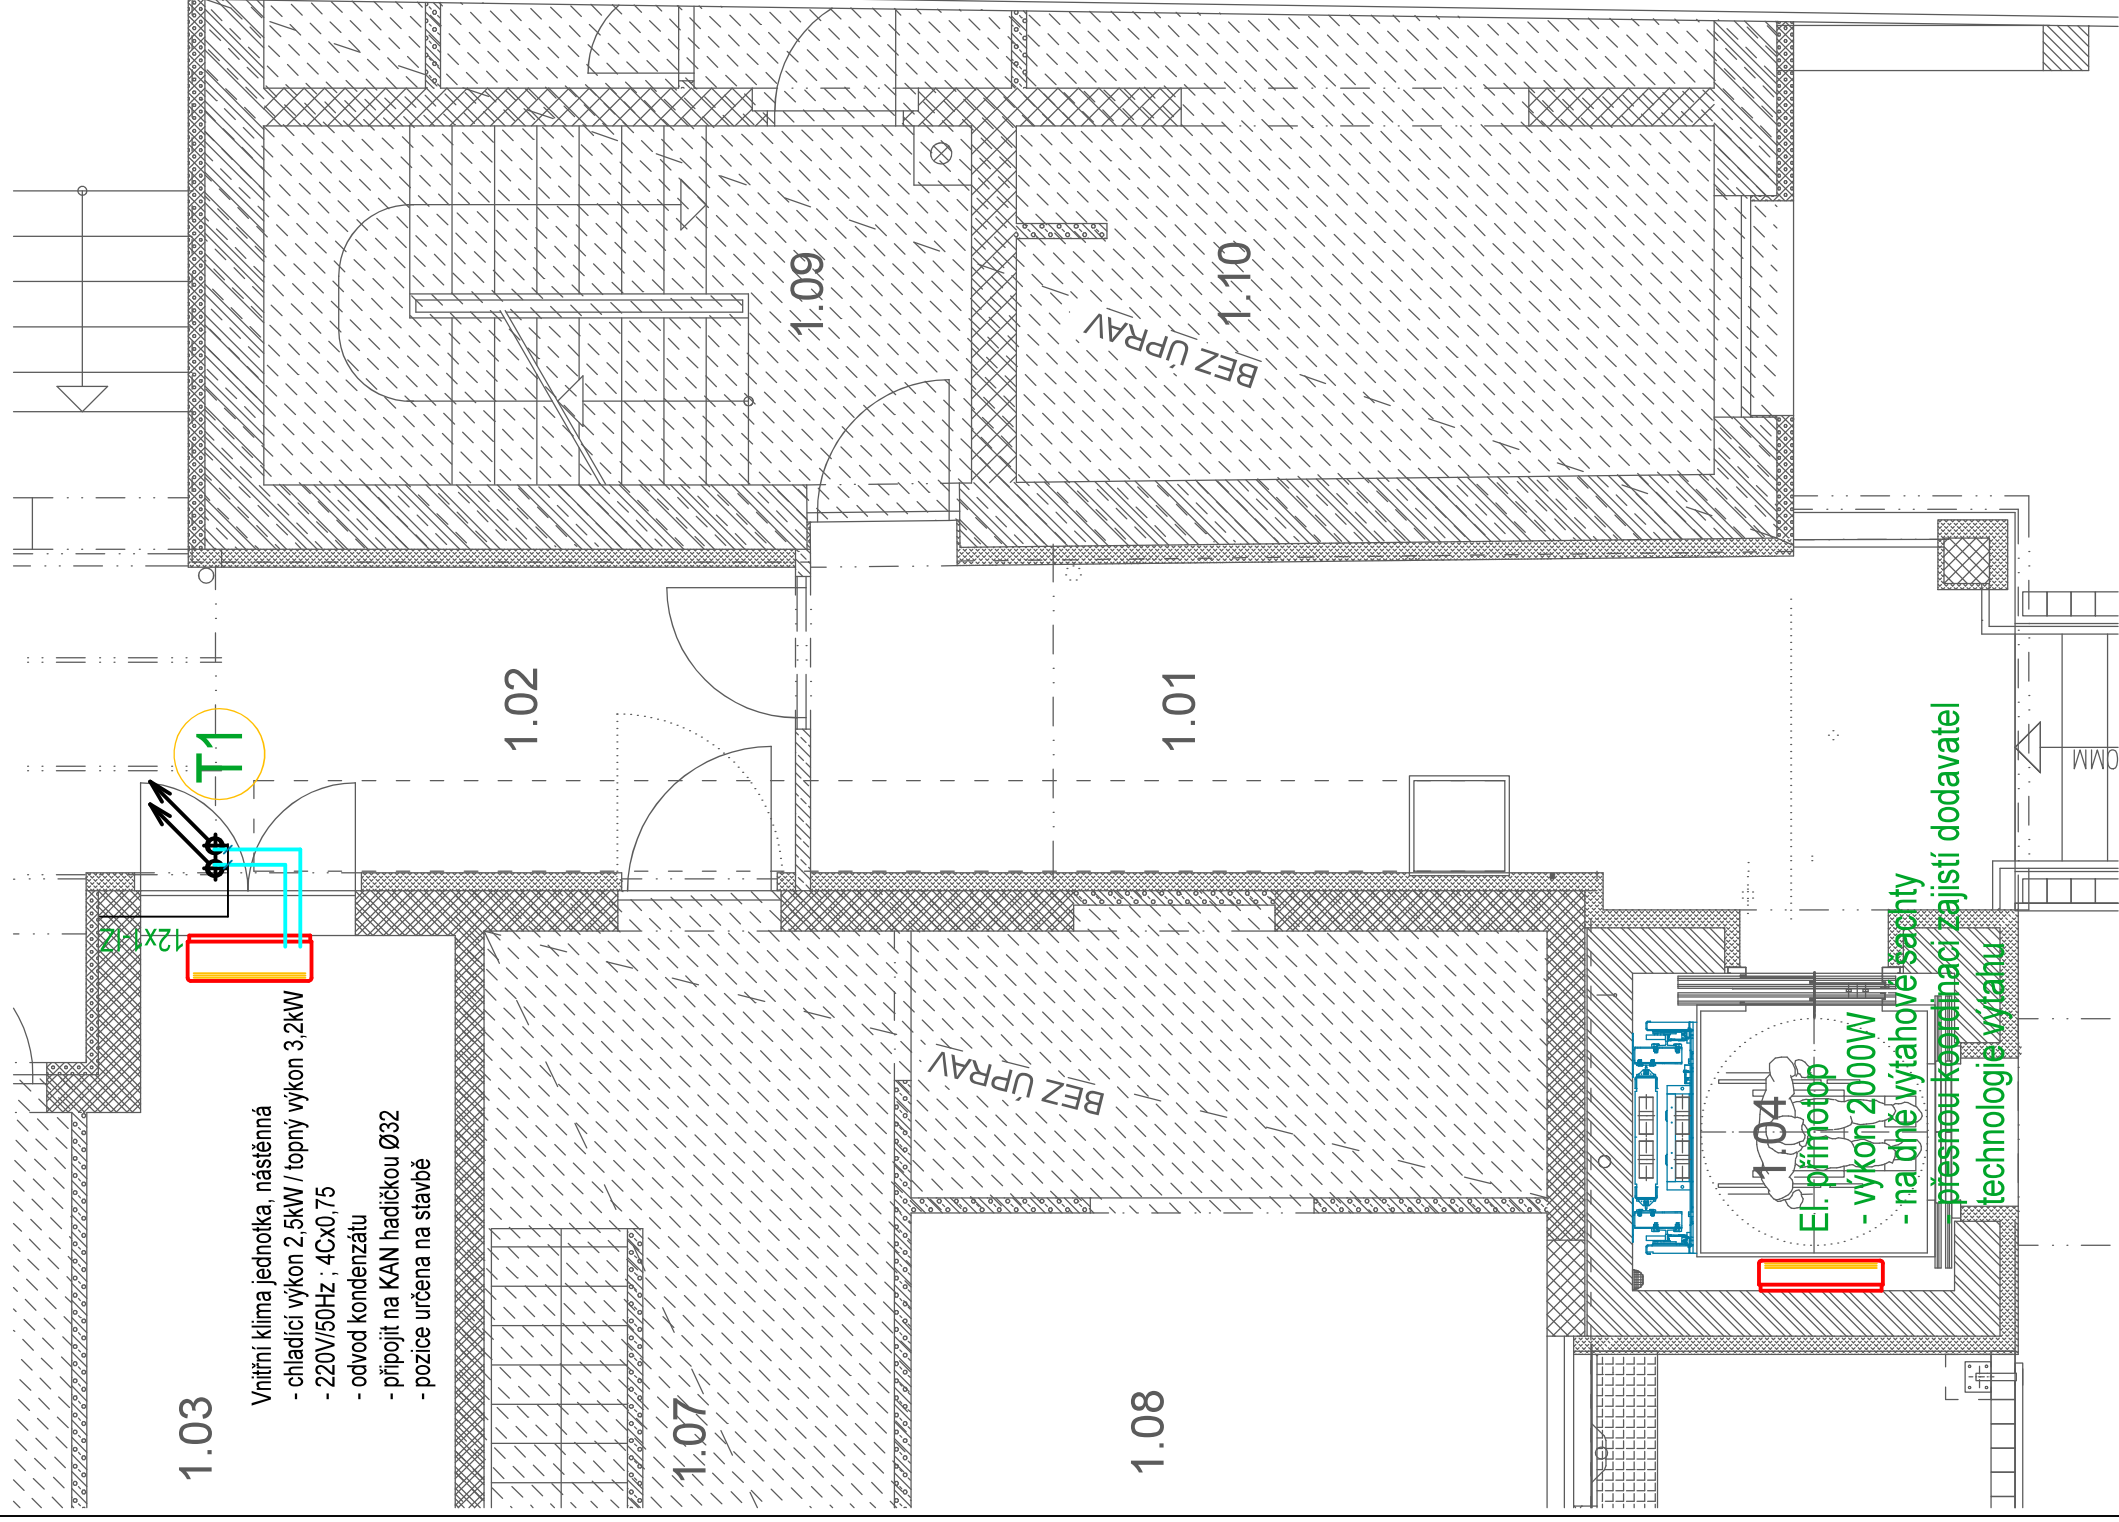 1.09
1.10
BEZ ÚPRAV
1.02
1.01
T1
12x1 IZ
Vnitřní klima jednotka, nástěnná
- chladící výkon 2,5kW / topný výkon 3,2kW
- 220V/50Hz ; 4Cx0,75
- odvod kondenzátu
- připojit na KAN hadičkou Ø32
- pozice určena na stavbě
1.03
1.07
BEZ ÚPRAV
1.08
1.04
El. přímotop
- výkon 2000W
- na dně výtahové šachty
- přesnou koordinaci zajistí dodavatel
technologie výtahu